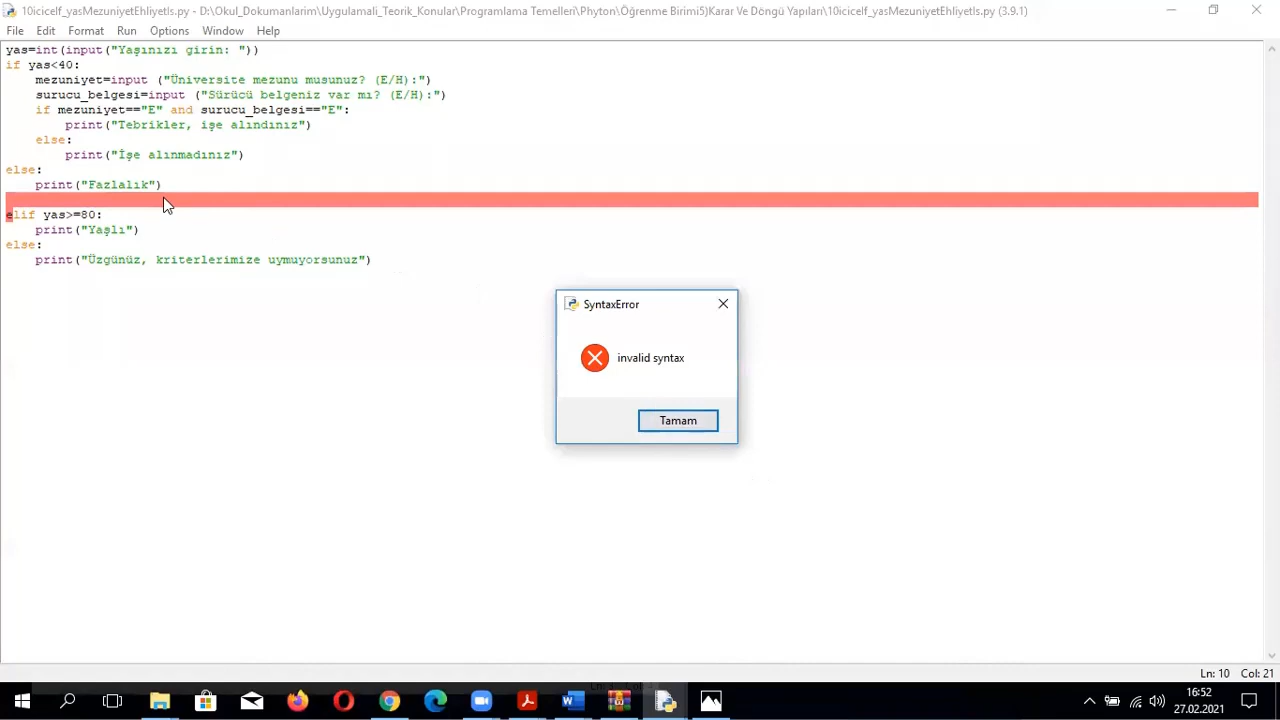 10icicelf_yasMezuniyetEhliyetIs.py - D:\Okul_Dokumanlarim\Uygulamali_Teorik_Konular\Programlama Temelleri\Phyton\Öğrenme Birimi5\Karar Ve Döngü Yapıları\10icicelf_yasMezuniyetEhliyetIs.py (3.9.1)
File Edit Format Run Options Window Help
yas=int(input("Yaşınızı girin: "))
if yas<40:
    mezuniyet=input ("Üniversite mezunu musunuz? (E/H):")
    surucu_belgesi=input ("Sürücü belgeniz var mı? (E/H):")
    if mezuniyet=="E" and surucu_belgesi=="E":
        print("Tebrikler, işe alındınız")
    else:
        print("İşe alınmadınız")
else:
    print("Fazlalık")
elif yas>=80:
    print("Yaşlı")
else:
    print("Üzgünüz, kriterlerimize uymuyorsunuz")
SyntaxError
invalid syntax
Tamam
Ln: 10 Col: 21
16:52
27.02.2021